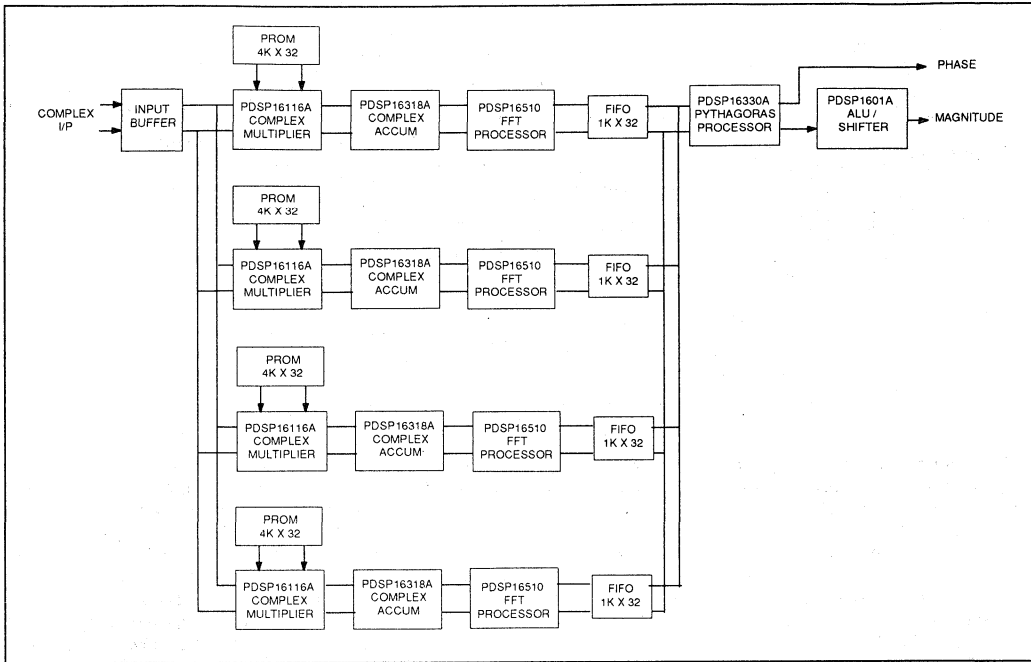 COMPLEX
I/P
INPUT
BUFFER
PROM
4K X 32
PDSP16116A
COMPLEX
MULTIPLIER
PDSP16318A
COMPLEX
ACCUM
PDSP16510
FFT
PROCESSOR
FIFO
1K X 32
PDSP16330A
PYTHAGORAS
PROCESSOR
PDSP1601A
ALU /
SHIFTER
PHASE
MAGNITUDE
PROM
4K X 32
PDSP16116A
COMPLEX
MULTIPLIER
PDSP16318A
COMPLEX
ACCUM
PDSP16510
FFT
PROCESSOR
FIFO
1K X 32
PROM
4K X 32
PDSP16116A
COMPLEX
MULTIPLIER
PDSP16318A
COMPLEX
ACCUM
PDSP16510
FFT
PROCESSOR
FIFO
1K X 32
PROM
4K X 32
PDSP16116A
COMPLEX
MULTIPLIER
PDSP16318A
COMPLEX
ACCUM
PDSP16510
FFT
PROCESSOR
FIFO
1K X 32